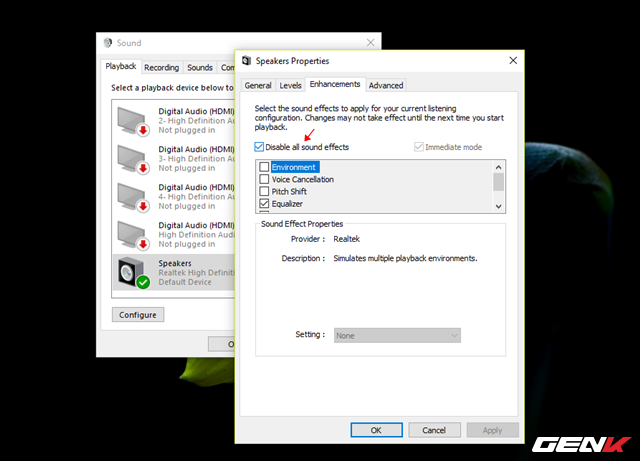 Sound
Playback
Recording
Sounds
Select a playback device below to
Digital Audio (HDMI)
2- High Definition Au
Not plugged in
Digital Audio (HDMI)
3- High Definition Au
Not plugged in
Digital Audio (HDMI)
4- High Definition Au
Not plugged in
Digital Audio (HDMI)
High Definition Aud
Not plugged in
Speakers
Realtek High Definitio
Default Device
Configure
Speakers Properties
General
Levels
Enhancements
Advanced
Select the sound effects to apply for your current listening
configuration. Changes may not take effect until the next time you start
playback.
Disable all sound effects
Immediate mode
Environment
Voice Cancellation
Pitch Shift
Equalizer
Sound Effect Properties
Provider : Realtek
Description : Simulates multiple playback environments.
Setting : None
OK
Cancel
Apply
GENK